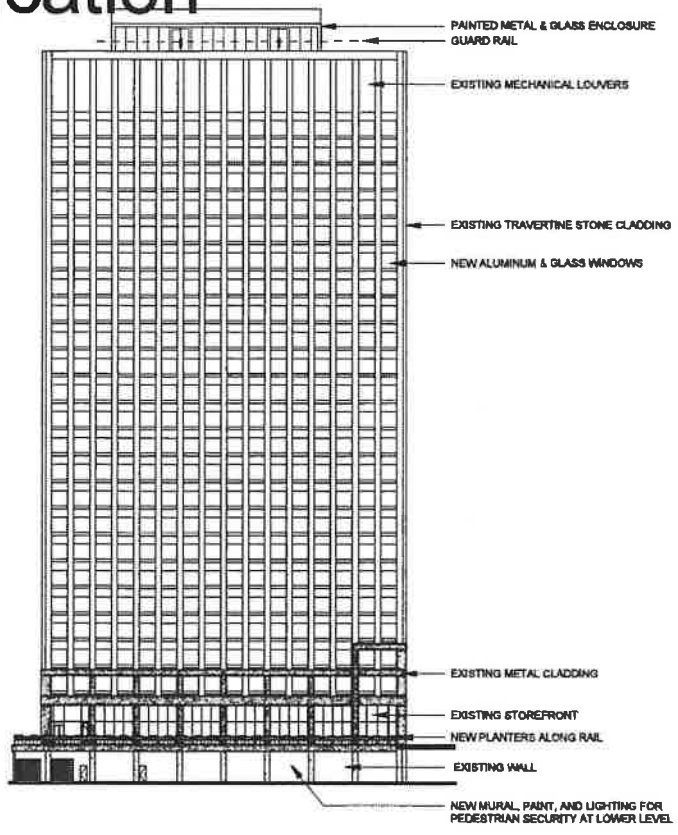 cation
PAINTED METAL & GLASS ENCLOSURE
GUARD RAIL
EXISTING MECHANICAL LOUVERS
EXISTING TRAVERTINE STONE CLADDING
NEW ALUMINUM & GLASS WINDOWS
EXISTING METAL CLADDING
EXISTING STOREFRONT
NEW PLANTERS ALONG RAIL
EXISTING WALL
NEW MURAL, PAINT, AND LIGHTING FOR
PEDESTRIAN SECURITY AT LOWER LEVEL